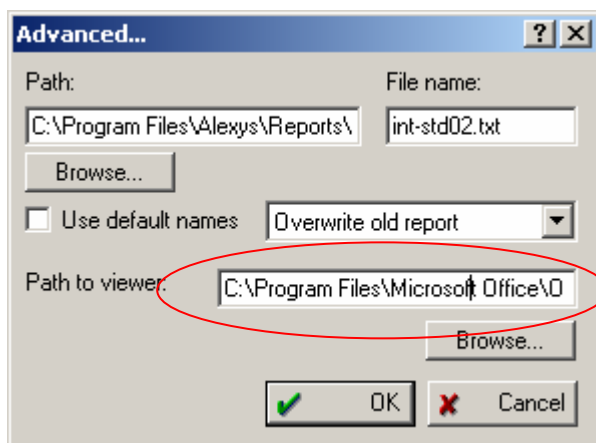 Advanced...
Path: File name:
C:\Program Files\Alexys\Reports\ int-std02.txt
Browse...
Use default names Overwrite old report
Path to viewer: C:\Program Files\Microsoft Office\O
Browse...
OK Cancel